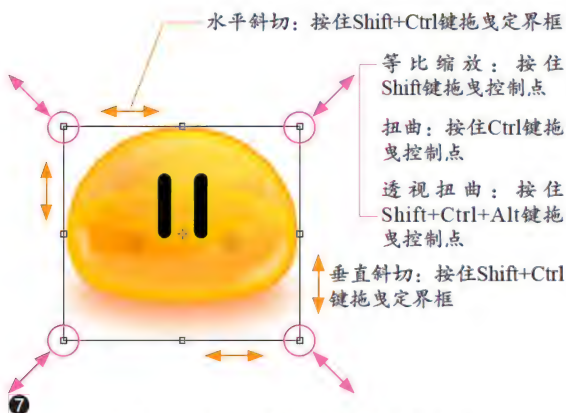 水平斜切：按住Shift+Ctrl键拖曳定界框
等比缩放：按住
Shift键拖曳控制点
扭曲：按住Ctrl键拖
曳控制点
透视扭曲：按住
Shift+Ctrl+Alt键拖
曳控制点
垂直斜切：按住Shift+Ctrl
键拖曳定界框
7